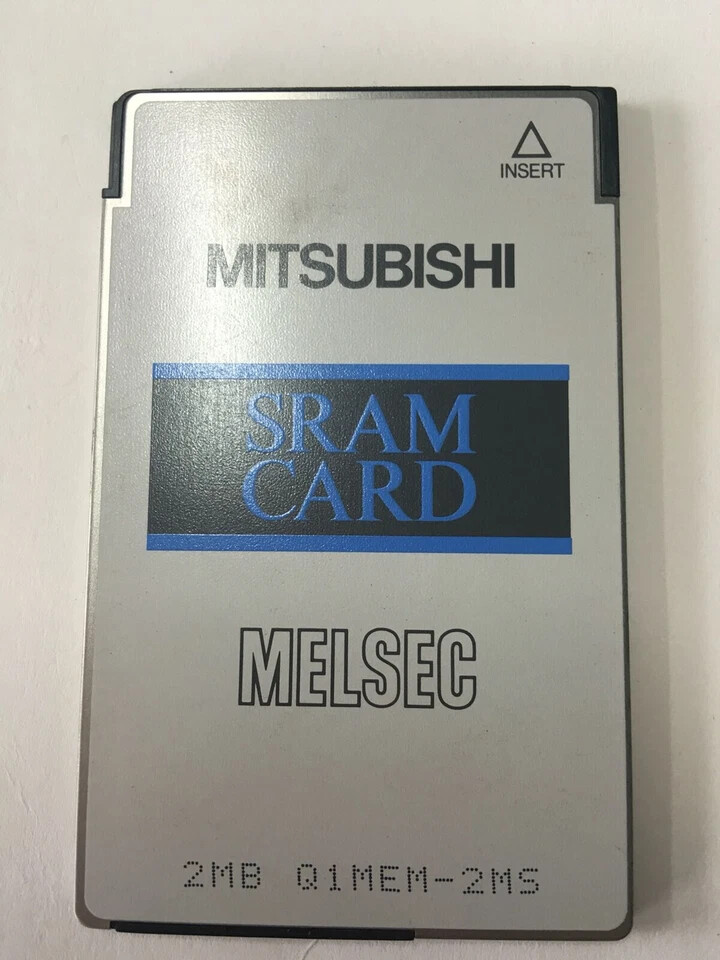 INSERT
MITSUBISHI
SRAM
CARD
MELSEC
2MB Q1MEM-2MS